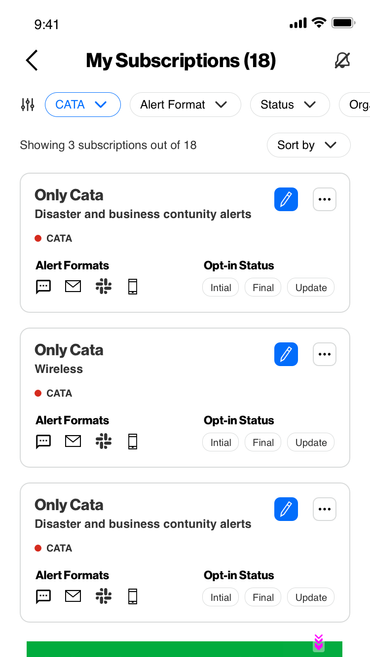 9:41
My Subscriptions (18)
CATA
Alert Format
Status
Org
Showing 3 subscriptions out of 18
Sort by
Only Cata
Disaster and business contunity alerts
CATA
Alert Formats
Opt-in Status
Intial
Final
Update
Only Cata
Wireless
CATA
Alert Formats
Opt-in Status
Intial
Final
Update
Only Cata
Disaster and business contunity alerts
CATA
Alert Formats
Opt-in Status
Intial
Final
Update